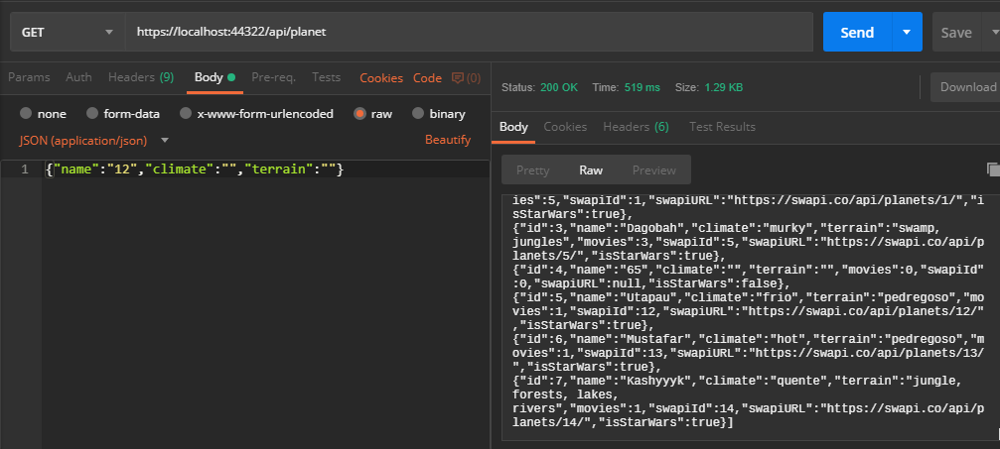 GET https://localhost:44322/api/planet Send Save
Params Auth Headers (9) Body Pre-req. Tests Cookies Code (0)
none form-data x-www-form-urlencoded raw binary
JSON (application/json) Beautify
1 {"name":"12","climate":"","terrain":""}
Status: 200 OK Time: 519 ms Size: 1.29 KB Download
Body Cookies Headers (6) Test Results
Pretty Raw Preview
ies":5,"swapiId":1,"swapiURL":"https://swapi.co/api/planets/1/","i
sStarWars":true},
{"id":3,"name":"Dagobah","climate":"murky","terrain":"swamp,
jungles","movies":3,"swapiId":5,"swapiURL":"https://swapi.co/api/p
lanets/5/","isStarWars":true},
{"id":4,"name":"65","climate":"","terrain":"","movies":0,"swapiId"
:0,"swapiURL":null,"isStarWars":false},
{"id":5,"name":"Utapau","climate":"frio","terrain":"pedregoso","mo
vies":1,"swapiId":12,"swapiURL":"https://swapi.co/api/planets/12/"
,"isStarWars":true},
{"id":6,"name":"Mustafar","climate":"hot","terrain":"pedregoso","m
ovies":1,"swapiId":13,"swapiURL":"https://swapi.co/api/planets/13/
","isStarWars":true},
{"id":7,"name":"Kashyyyk","climate":"quente","terrain":"jungle,
forests, lakes,
rivers","movies":1,"swapiId":14,"swapiURL":"https://swapi.co/api/p
lanets/14/","isStarWars":true}]